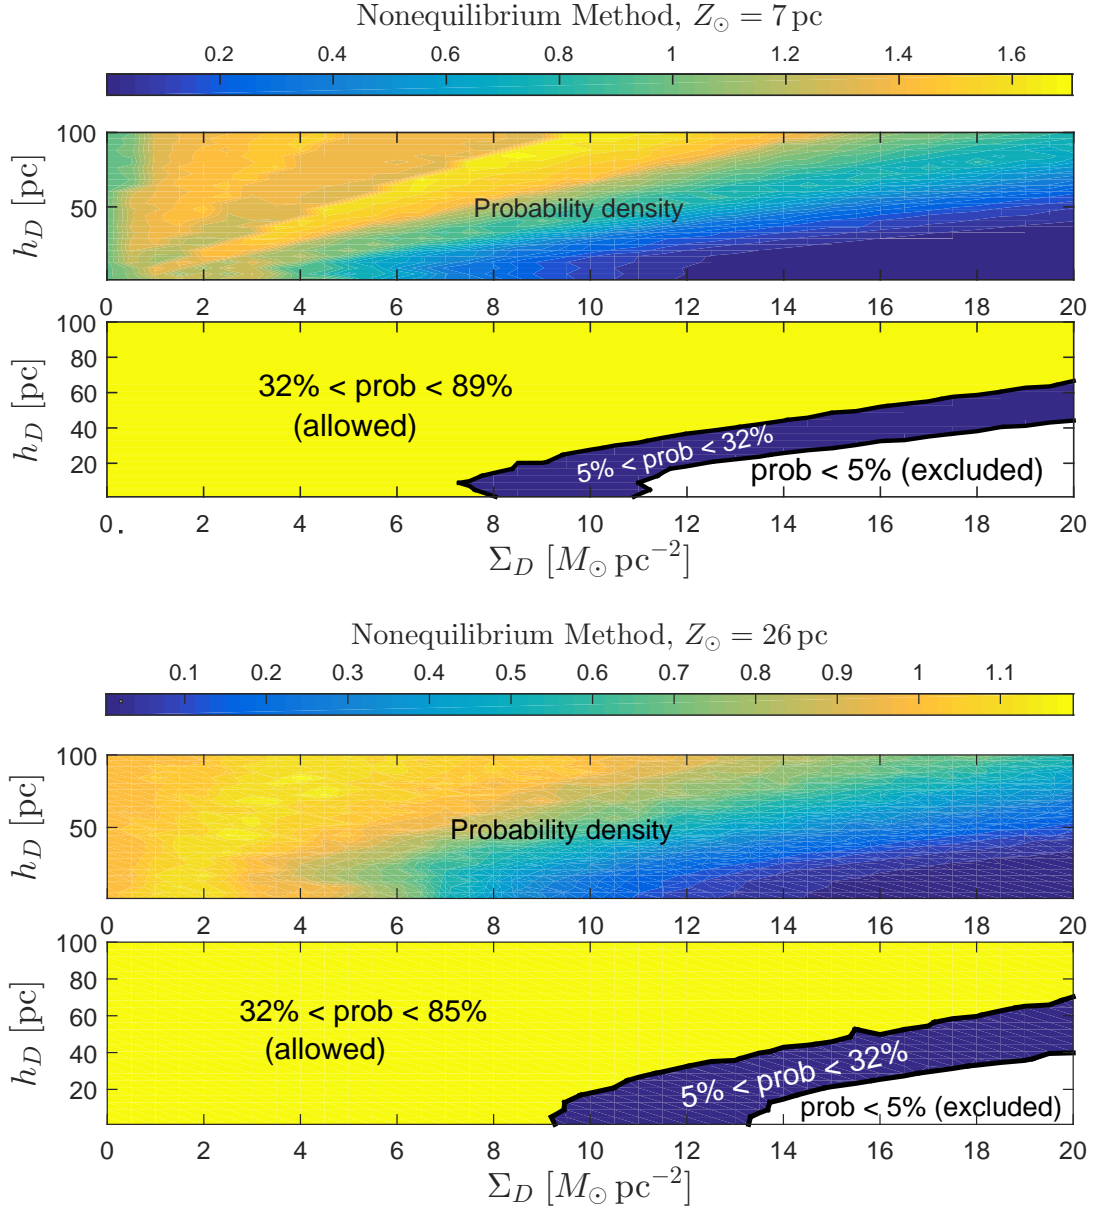 Nonequilibrium Method, Z⊙ = 7 pc
0.2 0.4 0.6 0.8 1 1.2 1.4 1.6
100
50
h_D [pc]
Probability density
0 2 4 6 8 10 12 14 16 18 20
100
80
60
40
20
h_D [pc]
32% < prob < 89%
(allowed)
5% < prob < 32%
prob < 5% (excluded)
0. 2 4 6 8 10 12 14 16 18 20
Σ_D [M⊙ pc⁻²]
Nonequilibrium Method, Z⊙ = 26 pc
0.1 0.2 0.3 0.4 0.5 0.6 0.7 0.8 0.9 1 1.1
100
50
h_D [pc]
Probability density
0 2 4 6 8 10 12 14 16 18 20
100
80
60
40
20
h_D [pc]
32% < prob < 85%
(allowed)
5% < prob < 32%
prob < 5% (excluded)
0 2 4 6 8 10 12 14 16 18 20
Σ_D [M⊙ pc⁻²]